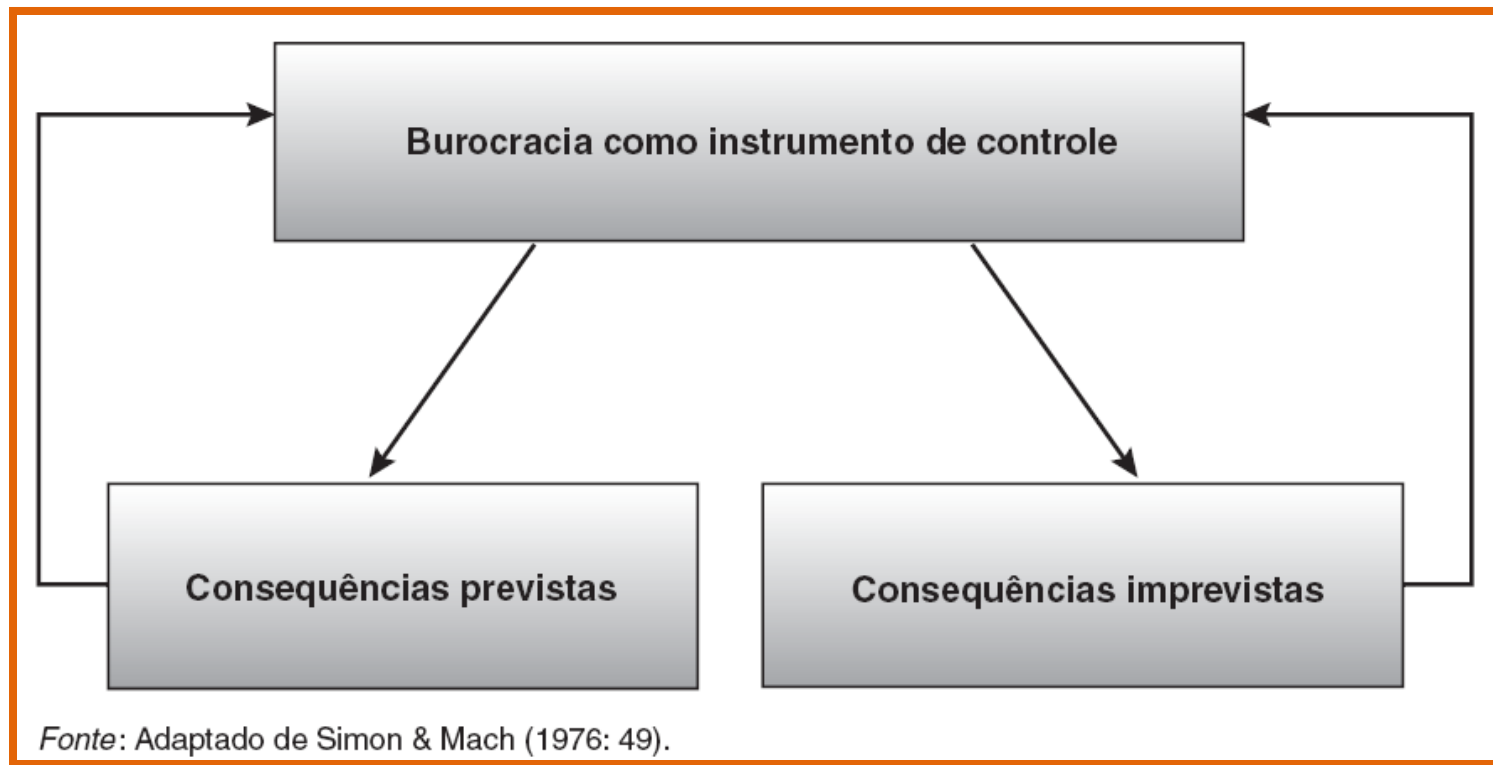 Burocracia como instrumento de controle
Consequências previstas
Consequências imprevistas
Fonte: Adaptado de Simon & Mach (1976: 49).